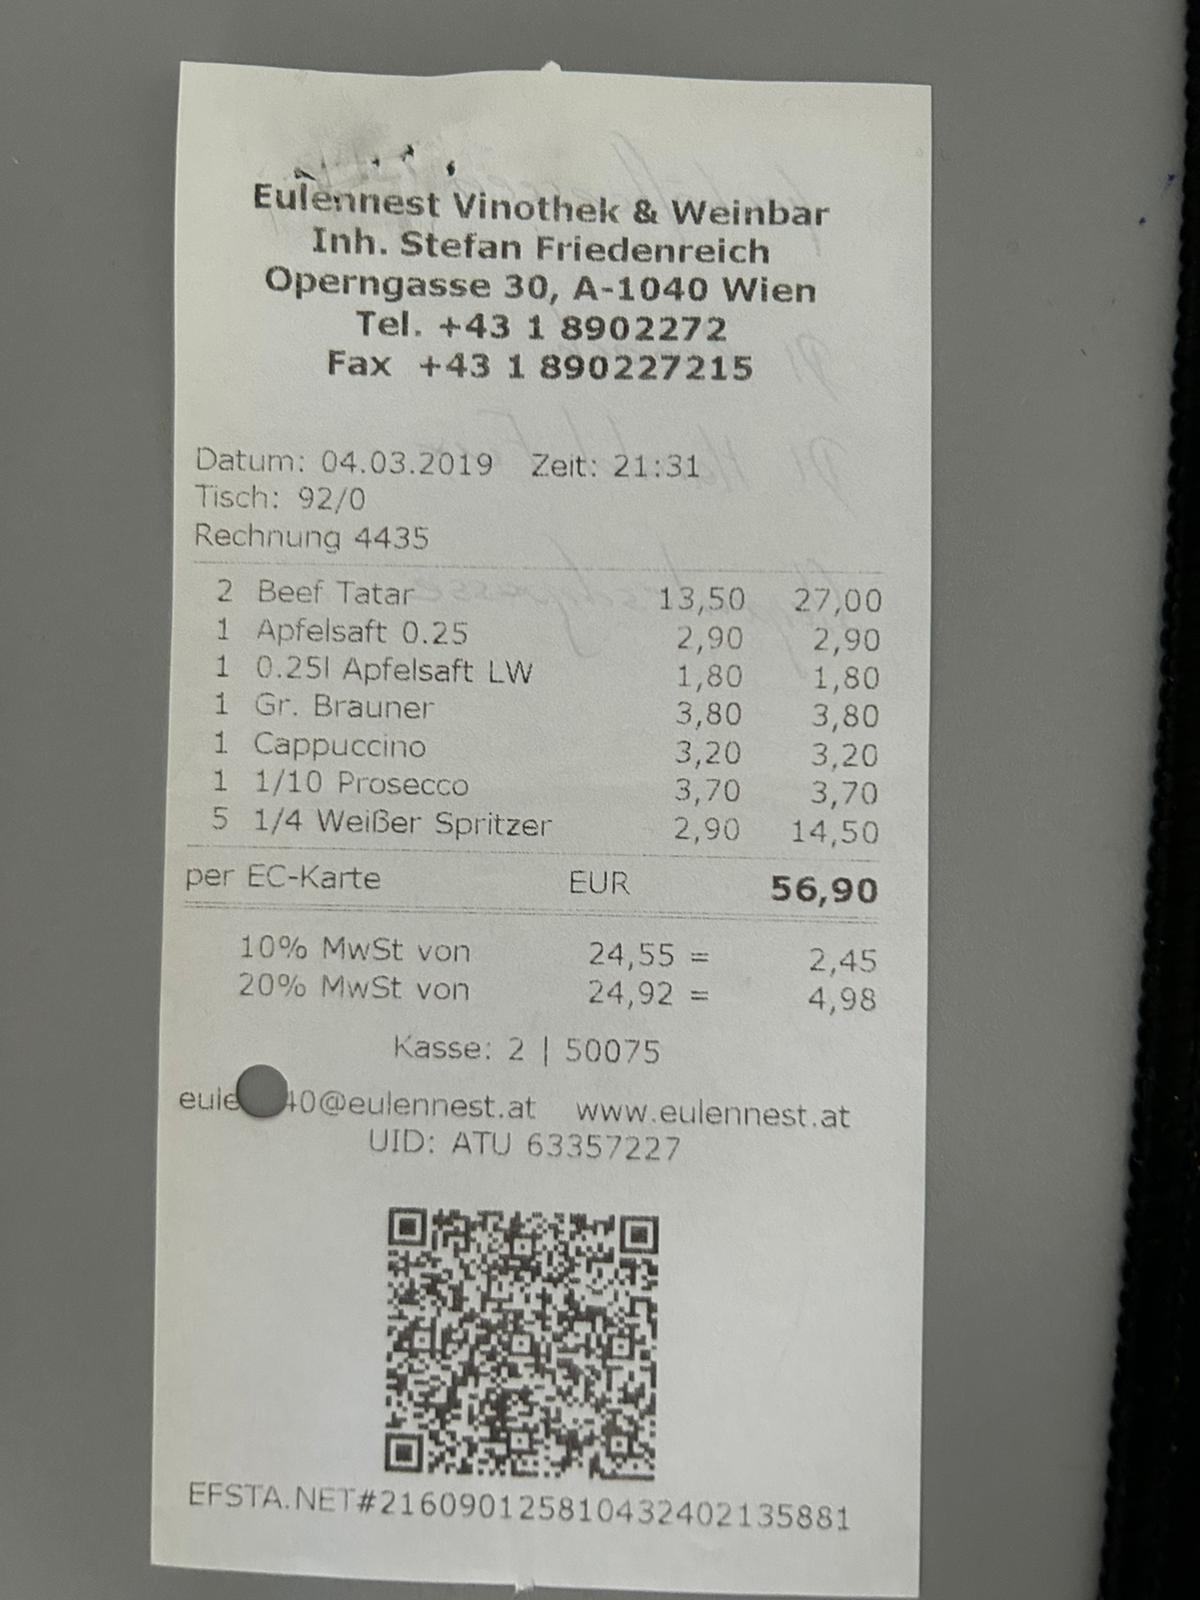 Eulennest Vinothek & Weinbar
Inh. Stefan Friedenreich
Operngasse 30, A-1040 Wien
Tel. +43 1 8902272
Fax +43 1 890227215
Datum: 04.03.2019 Zeit: 21:31
Tisch: 92/0
Rechnung 4435
2 Beef Tatar 13,50 27,00
1 Apfelsaft 0.25 2,90 2,90
1 0.25l Apfelsaft LW 1,80 1,80
1 Gr. Brauner 3,80 3,80
1 Cappuccino 3,20 3,20
1 1/10 Prosecco 3,70 3,70
5 1/4 Weißer Spritzer 2,90 14,50
per EC-Karte EUR 56,90
10% MwSt von 24,55 = 2,45
20% MwSt von 24,92 = 4,98
Kasse: 2 | 50075
www.eulennest.at
UID: ATU 63357227
EFSTA.NET#2160901258104324021358​81